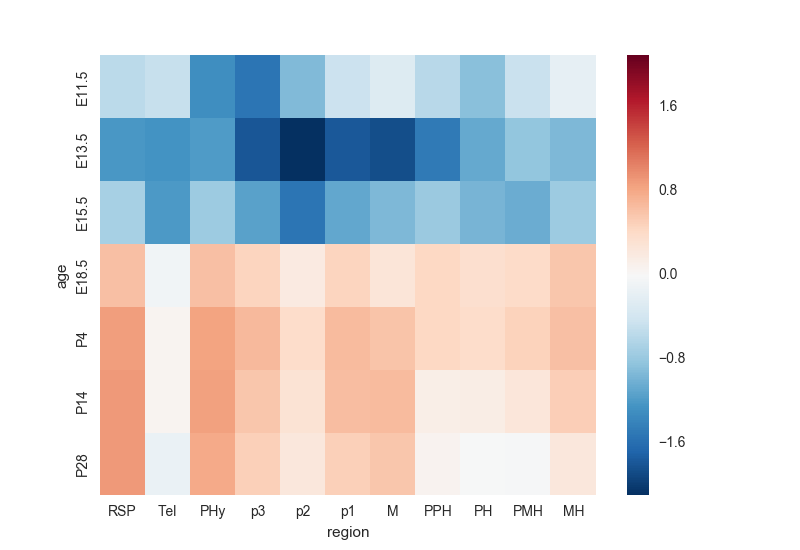 E11.5
E13.5
E15.5
E18.5
P4
P14
P28
age
RSP Tel PHy p3 p2 p1 M PPH PH PMH MH
region
1.6
0.8
0.0
−0.8
−1.6